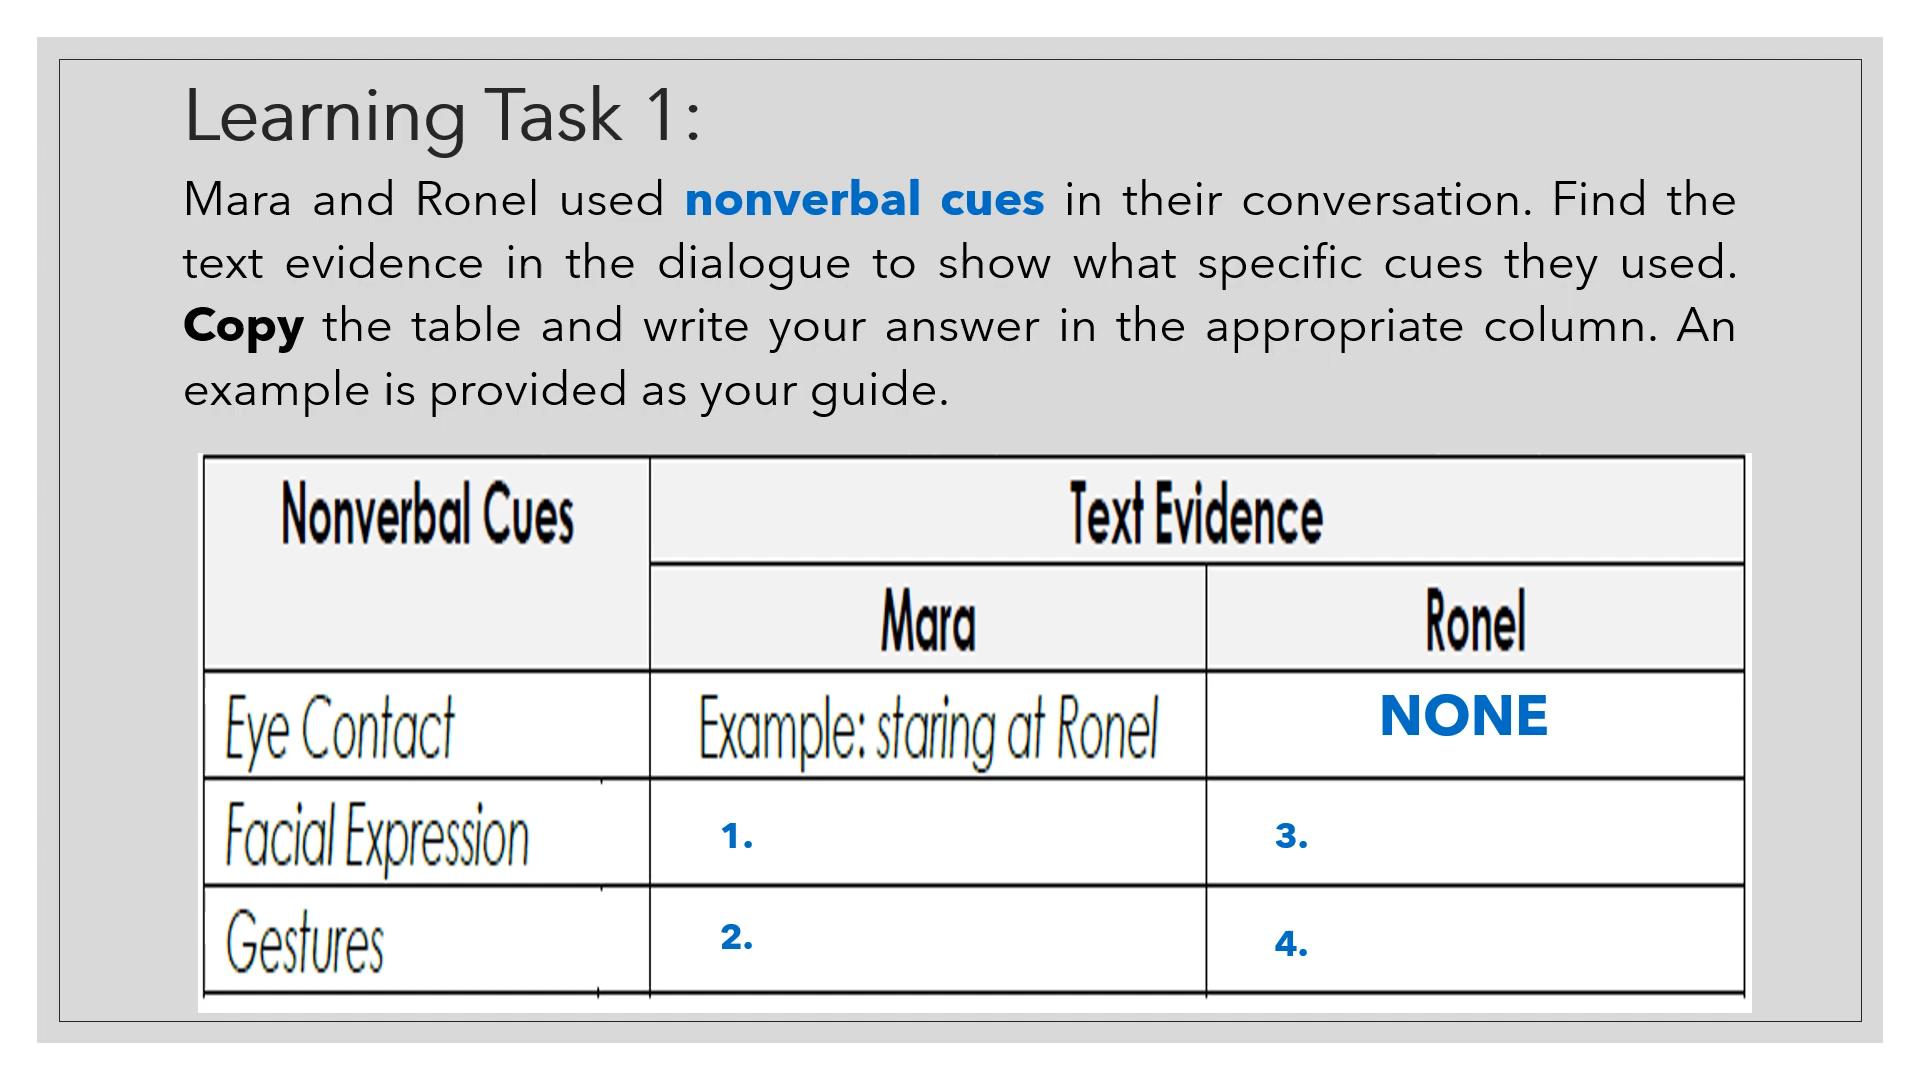 Learning Task 1:
Mara and Ronel used nonverbal cues in their conversation. Find the
text evidence in the dialogue to show what specific cues they used.
Copy the table and write your answer in the appropriate column. An
example is provided as your guide.
Nonverbal Cues
Text Evidence
Mara
Ronel
Eye Contact
Example: staring at Ronel
NONE
Facial Expression
1.
3.
Gestures
2.
4.